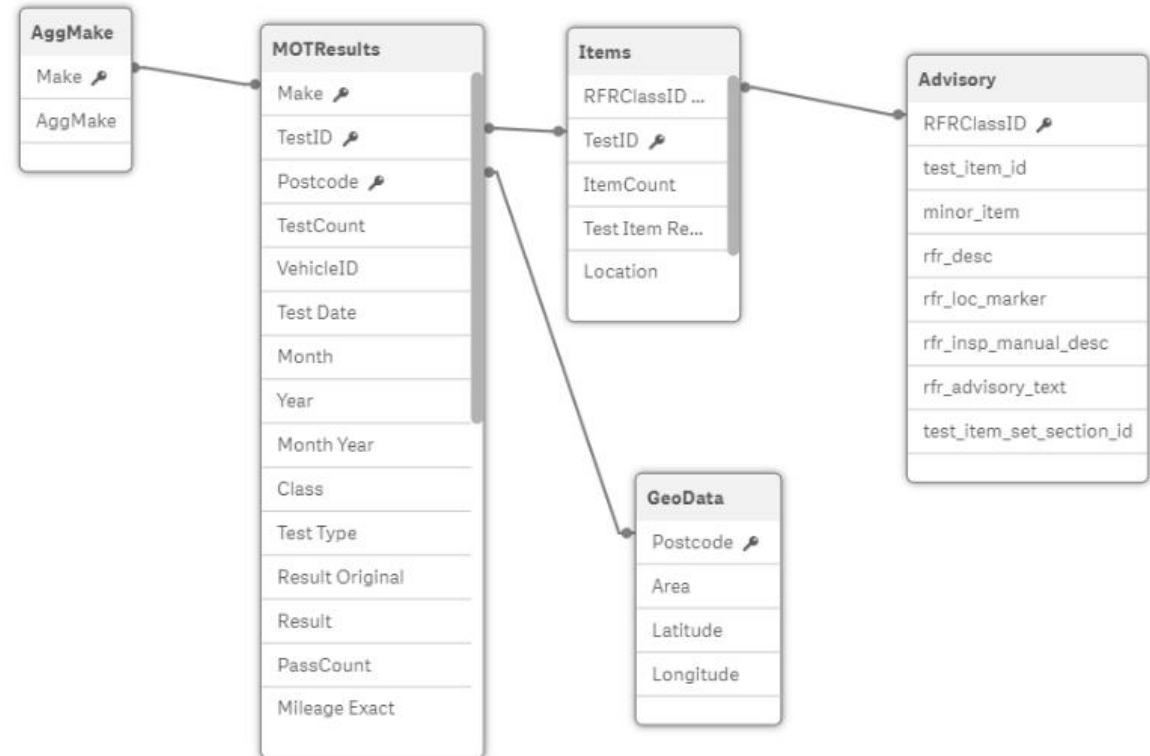 AggMake
Make
AggMake
MOTResults
Make
TestID
Postcode
TestCount
VehicleID
Test Date
Month
Year
Month Year
Class
Test Type
Result Original
Result
PassCount
Mileage Exact
Items
RFRClassID ...
TestID
ItemCount
Test Item Re...
Location
Advisory
RFRClassID
test_item_id
minor_item
rfr_desc
rfr_loc_marker
rfr_insp_manual_desc
rfr_advisory_text
test_item_set_section_id
GeoData
Postcode
Area
Latitude
Longitude